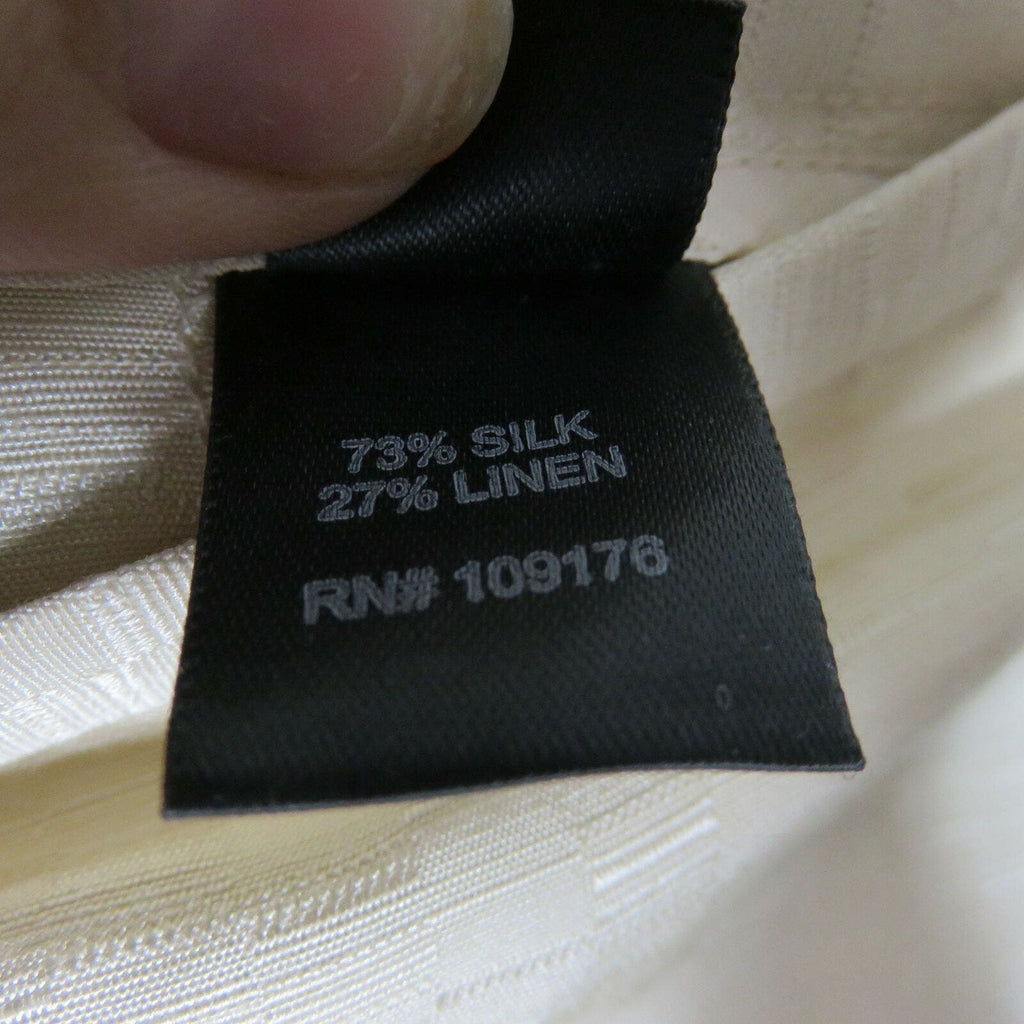 73% SILK
27% LINEN
RN# 109176